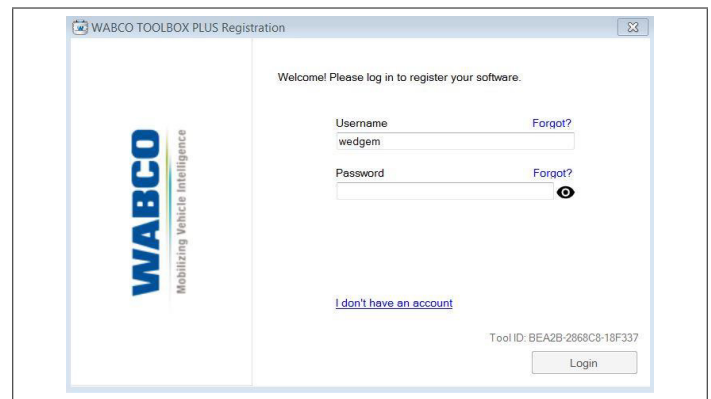 WABCO TOOLBOX PLUS Registration
Welcome! Please log in to register your software.
Username Forgot?
wedgem
Password Forgot?
WABCO
Mobilizing Vehicle Intelligence
I don't have an account
Tool ID: BEA2B-2868C8-18F337
Login